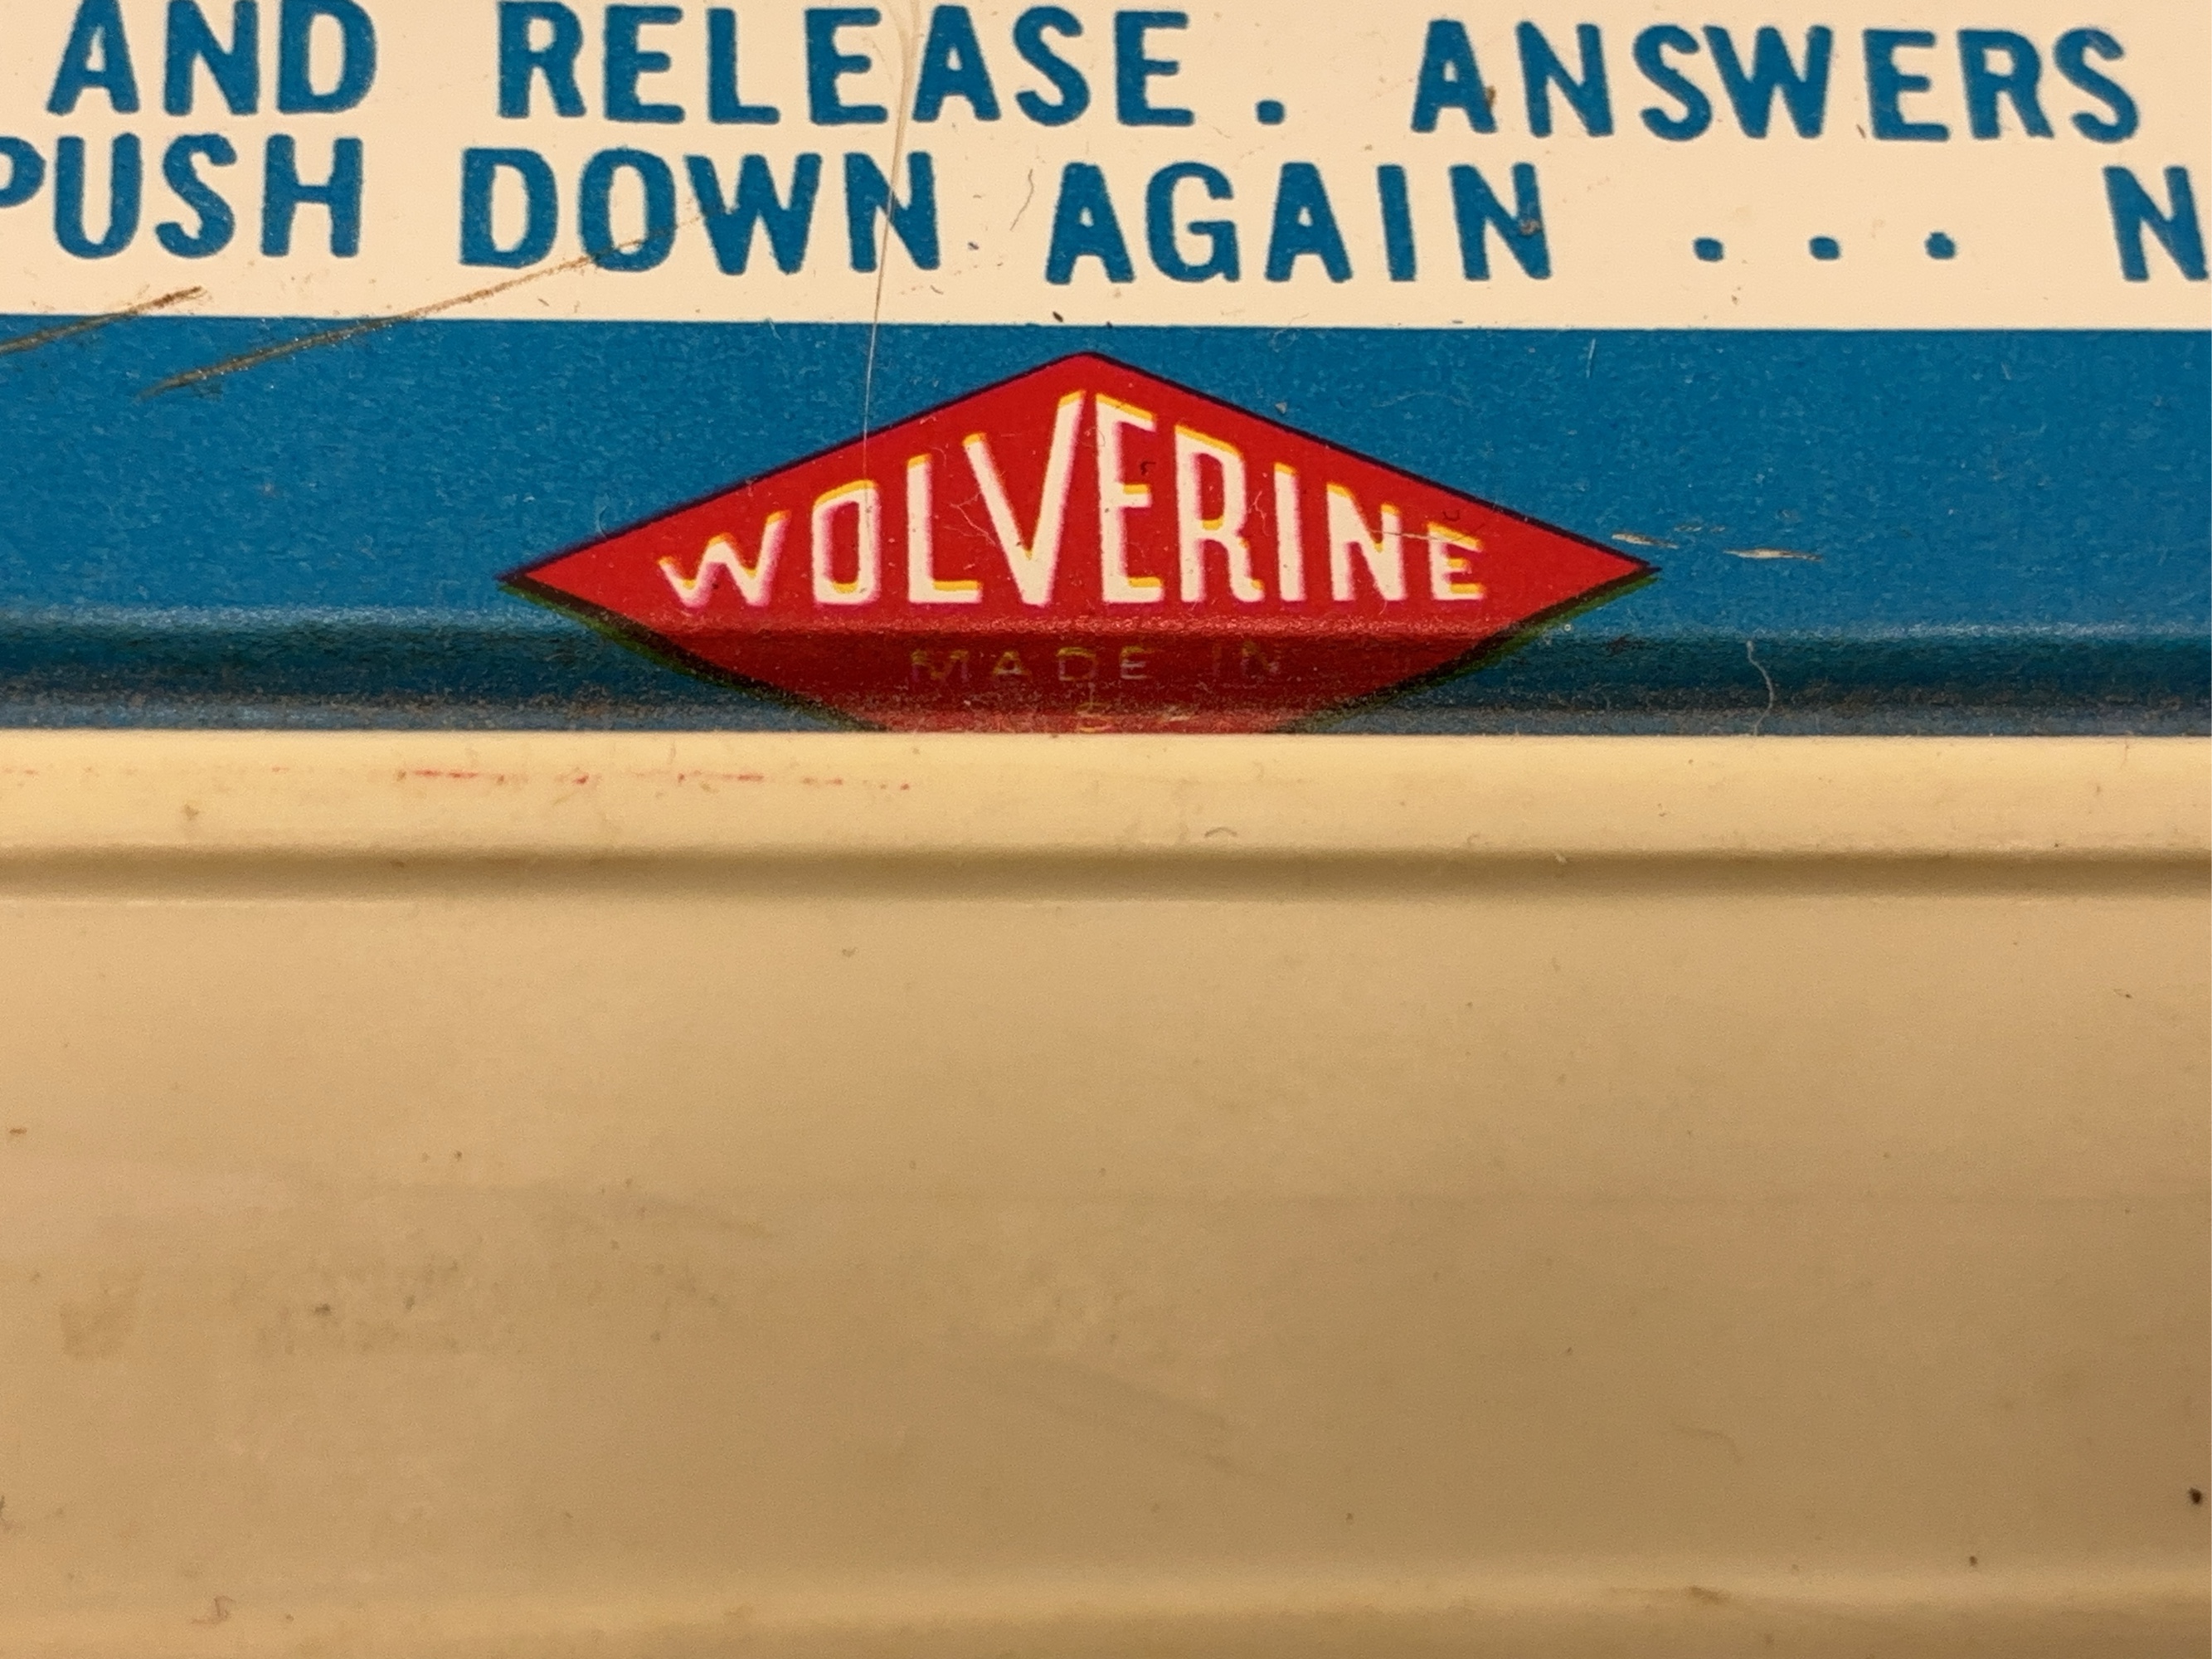 AND RELEASE. ANSWERS
PUSH DOWN AGAIN ... N
WOLVERINE
MADE IN